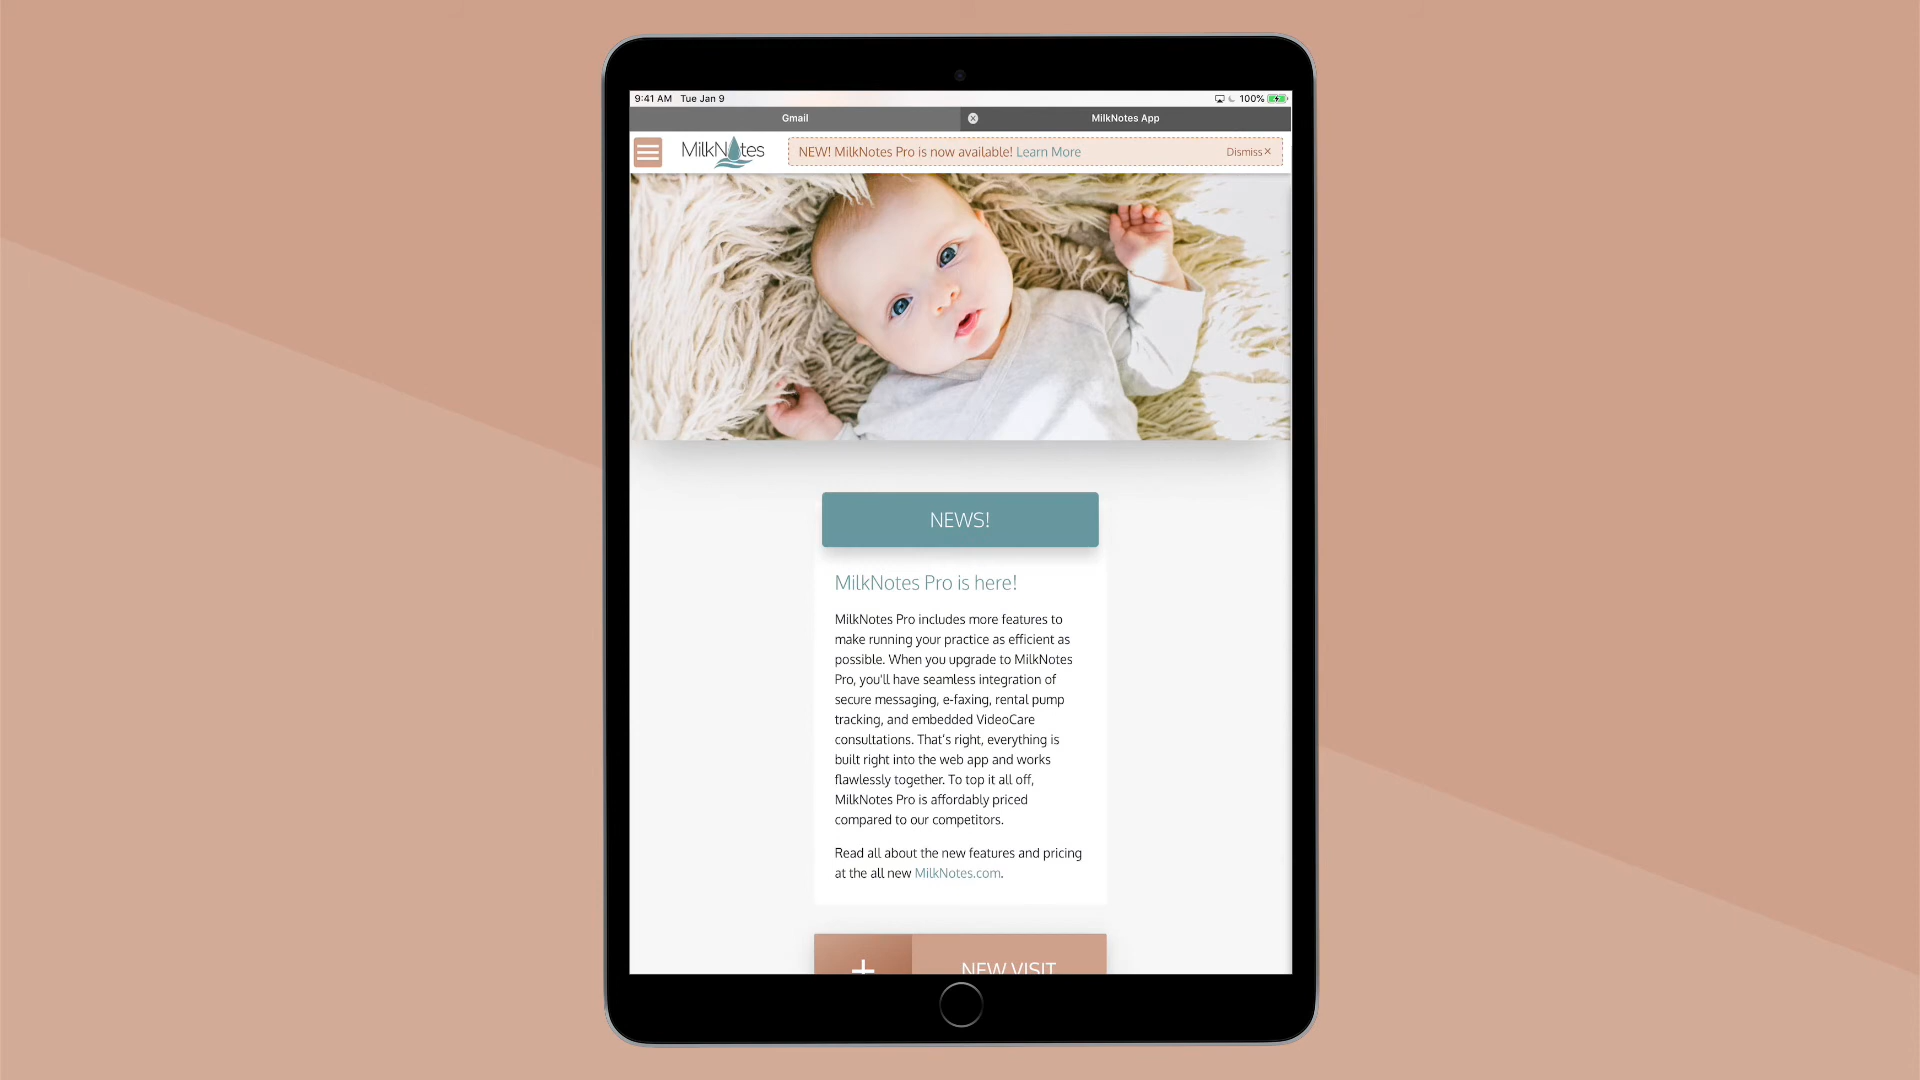 9:41 AM Tue Jan 9 100%
Gmail MilkNotes App
MilkNotes NEW! MilkNotes Pro is now available! Learn More Dismiss ×
NEWS!
MilkNotes Pro is here!
MilkNotes Pro includes more features to
make running your practice as efficient as
possible. When you upgrade to MilkNotes
Pro, you'll have seamless integration of
secure messaging, e-faxing, rental pump
tracking, and embedded VideoCare
consultations. That's right, everything is
built right into the web app and works
flawlessly together. To top it all off,
MilkNotes Pro is affordably priced
compared to our competitors.
Read all about the new features and pricing
at the all new MilkNotes.com.
+ NEW VISIT